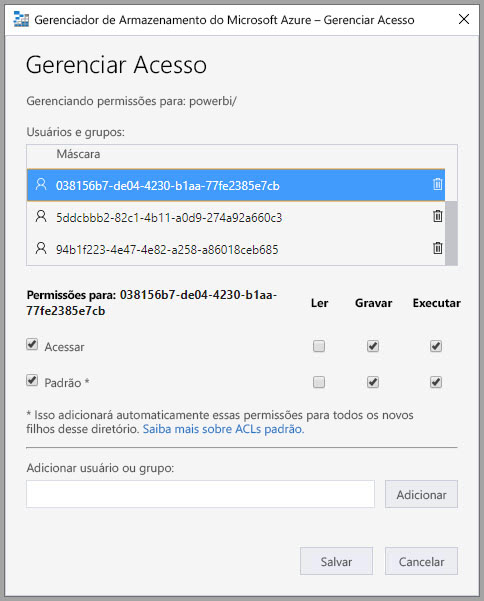 Gerenciador de Armazenamento do Microsoft Azure – Gerenciar Acesso
Gerenciar Acesso
Gerenciando permissões para: powerbi/
Usuários e grupos:
Máscara
038156b7-de04-4230-b1aa-77fe2385e7cb
5ddcbbb2-82c1-4b11-a0d9-274a92a660c3
94b1f223-4e47-4e82-a258-a86018ceb685
Permissões para: 038156b7-de04-4230-b1aa-
77fe2385e7cb
Ler Gravar Executar
Acessar
Padrão *
* Isso adicionará automaticamente essas permissões para todos os novos
filhos desse diretório. Saiba mais sobre ACLs padrão.
Adicionar usuário ou grupo:
Adicionar
Salvar Cancelar